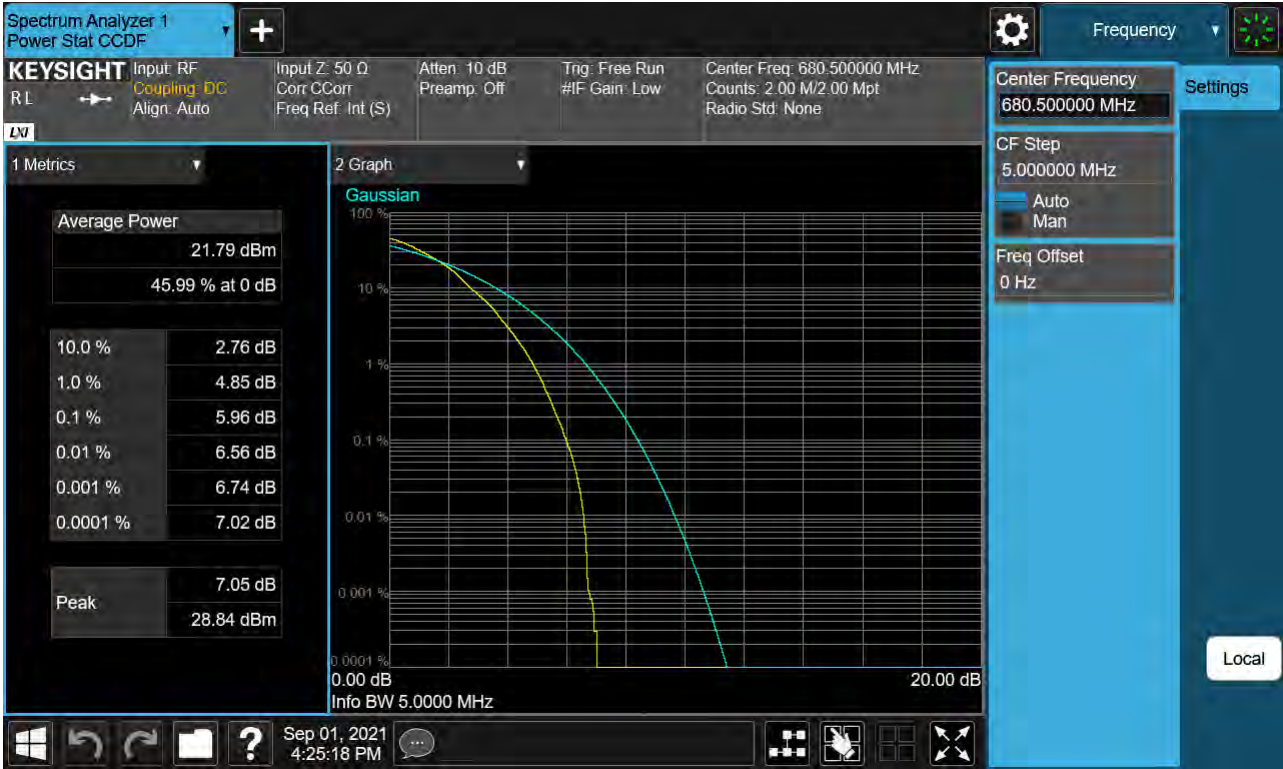 Spectrum Analyzer 1
Power Stat CCDF
Frequency
KEYSIGHT
R L
LXI
Input: RF
Coupling: DC
Align: Auto
Input Z: 50 Ω
Corr CCorr
Freq Ref: Int (S)
Atten: 10 dB
Preamp: Off
Trig: Free Run
#IF Gain: Low
Center Freq: 680.500000 MHz
Counts: 2.00 M/2.00 Mpt
Radio Std: None
Center Frequency
680.500000 MHz
Settings
CF Step
5.000000 MHz
Auto
Man
Freq Offset
0 Hz
Local
1 Metrics
Average Power
21.79 dBm
45.99 % at 0 dB
10.0 % 2.76 dB
1.0 % 4.85 dB
0.1 % 5.96 dB
0.01 % 6.56 dB
0.001 % 6.74 dB
0.0001 % 7.02 dB
Peak
7.05 dB
28.84 dBm
2 Graph
Gaussian
100 %
10 %
1 %
0.1 %
0.01 %
0.001 %
0.0001 %
0.00 dB 20.00 dB
Info BW 5.0000 MHz
?
Sep 01, 2021
4:25:18 PM